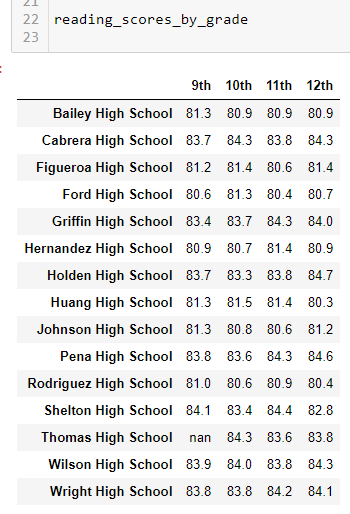 21
22 reading_scores_by_grade
23
:
9th 10th 11th 12th
Bailey High School 81.3 80.9 80.9 80.9
Cabrera High School 83.7 84.3 83.8 84.3
Figueroa High School 81.2 81.4 80.6 81.4
Ford High School 80.6 81.3 80.4 80.7
Griffin High School 83.4 83.7 84.3 84.0
Hernandez High School 80.9 80.7 81.4 80.9
Holden High School 83.7 83.3 83.8 84.7
Huang High School 81.3 81.5 81.4 80.3
Johnson High School 81.3 80.8 80.6 81.2
Pena High School 83.8 83.6 84.3 84.6
Rodriguez High School 81.0 80.6 80.9 80.4
Shelton High School 84.1 83.4 84.4 82.8
Thomas High School nan 84.3 83.6 83.8
Wilson High School 83.9 84.0 83.8 84.3
Wright High School 83.8 83.8 84.2 84.1